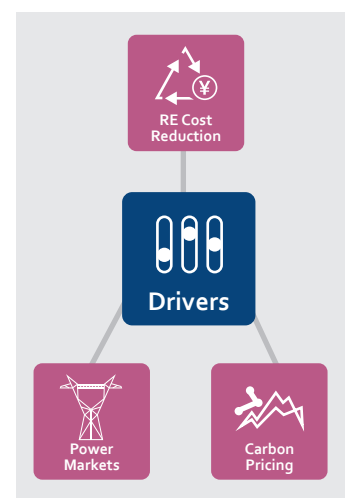 ¥
RE Cost
Reduction
Drivers
Power
Markets
Carbon
Pricing